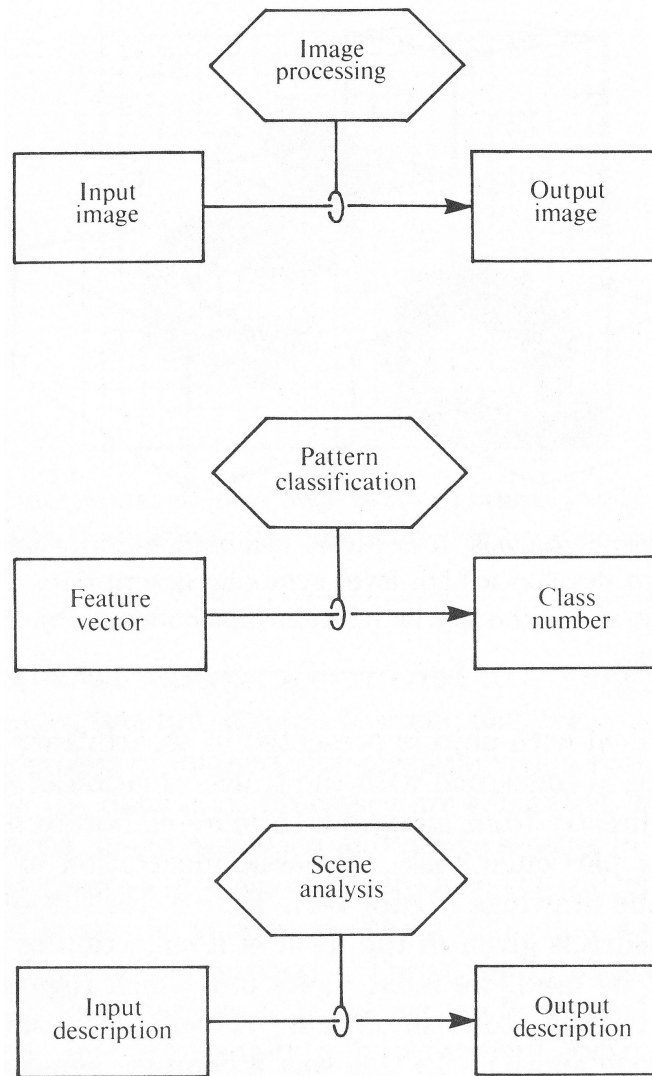 Image
processing
Input
image
Output
image
Pattern
classification
Feature
vector
Class
number
Scene
analysis
Input
description
Output
description